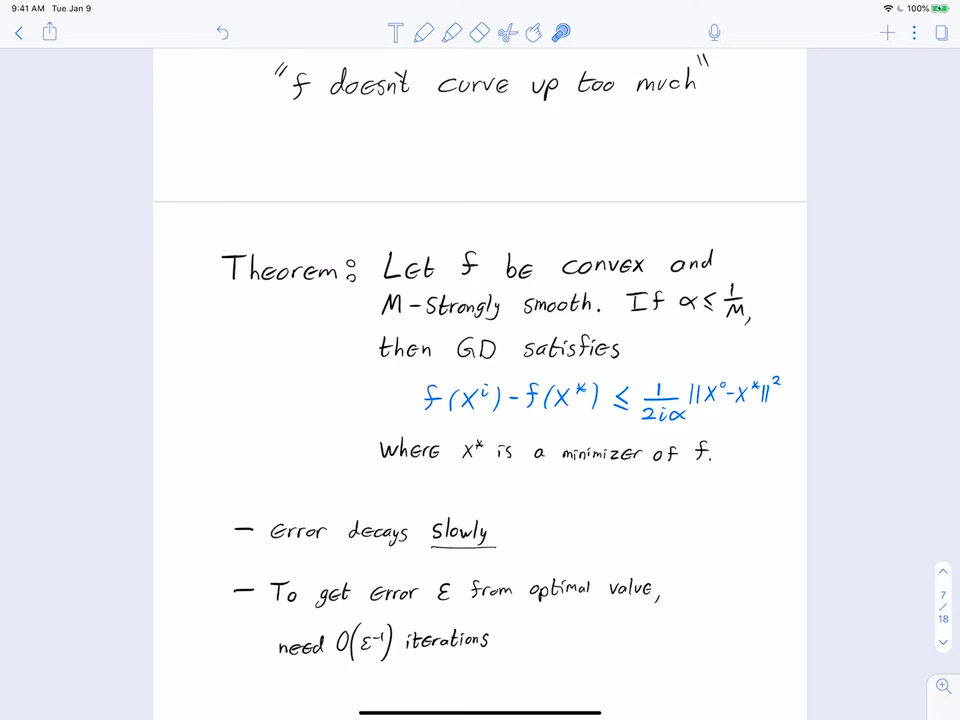 9:41 AM Tue Jan 9
100%
T
"f doesn't curve up too much"
Theorem: Let f be convex and
M-strongly smooth. If α ≤ 1/M,
then GD satisfies
f(x^i) - f(x^*) ≤ 1/(2iα) ||x^0 - x^*||^2
where x* is a minimizer of f.
- Error decays slowly
- To get error ε from optimal value,
need O(ε^-1) iterations
7
/
18